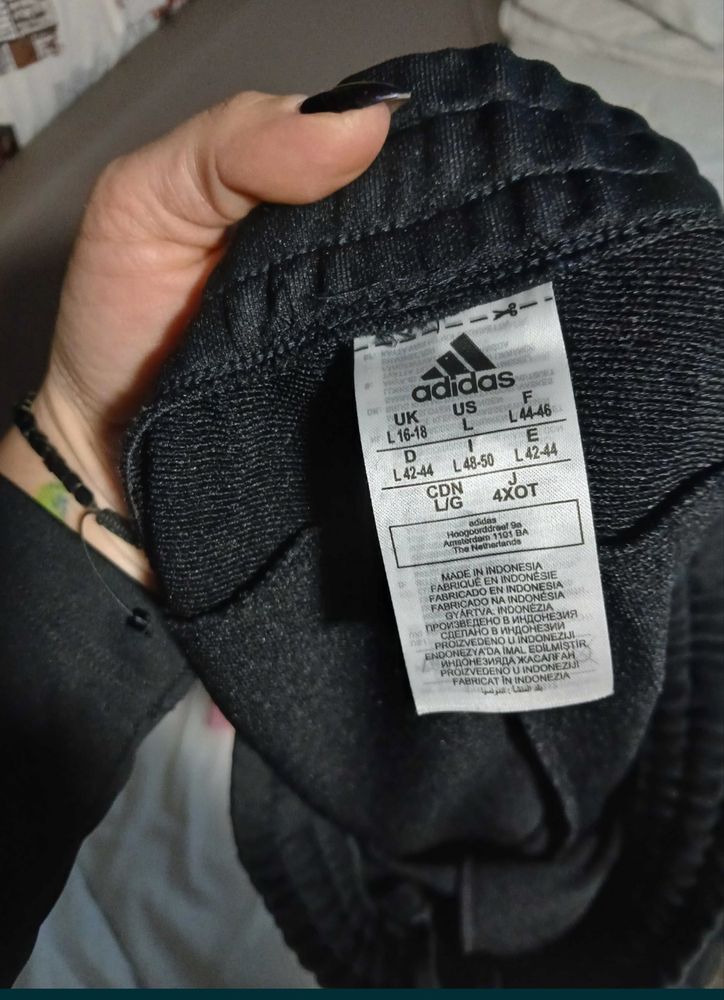 adidas
UK US F
L 16-18 L L 44-46
D I E
L 42-44 L 48-50 L 42-44
CDN J
L/G 4XOT
adidas
Hoogoorddreef 9a
Amsterdam 1101 BA
The Netherlands
MADE IN INDONESIA
FABRIQUÉ EN INDONÉSIE
FABRICADO EN INDONESIA
FABRICADO NA INDONÉSIA
GYÁRTVA: INDONÉZIA
ПРОИЗВЕДЕНО В ИНДОНЕЗИЯ
СДЕЛАНО В ИНДОНЕЗИИ
PROIZVEDENO U INDONEZIJI
ENDONEZYA'DA İMAL EDİLMİŞTİR
ИНДОНЕЗИЯДА ЖАСАЛҒАН
PROIZVEDENO U INDONEZIJI
FABRICAT ÎN INDONEZIA